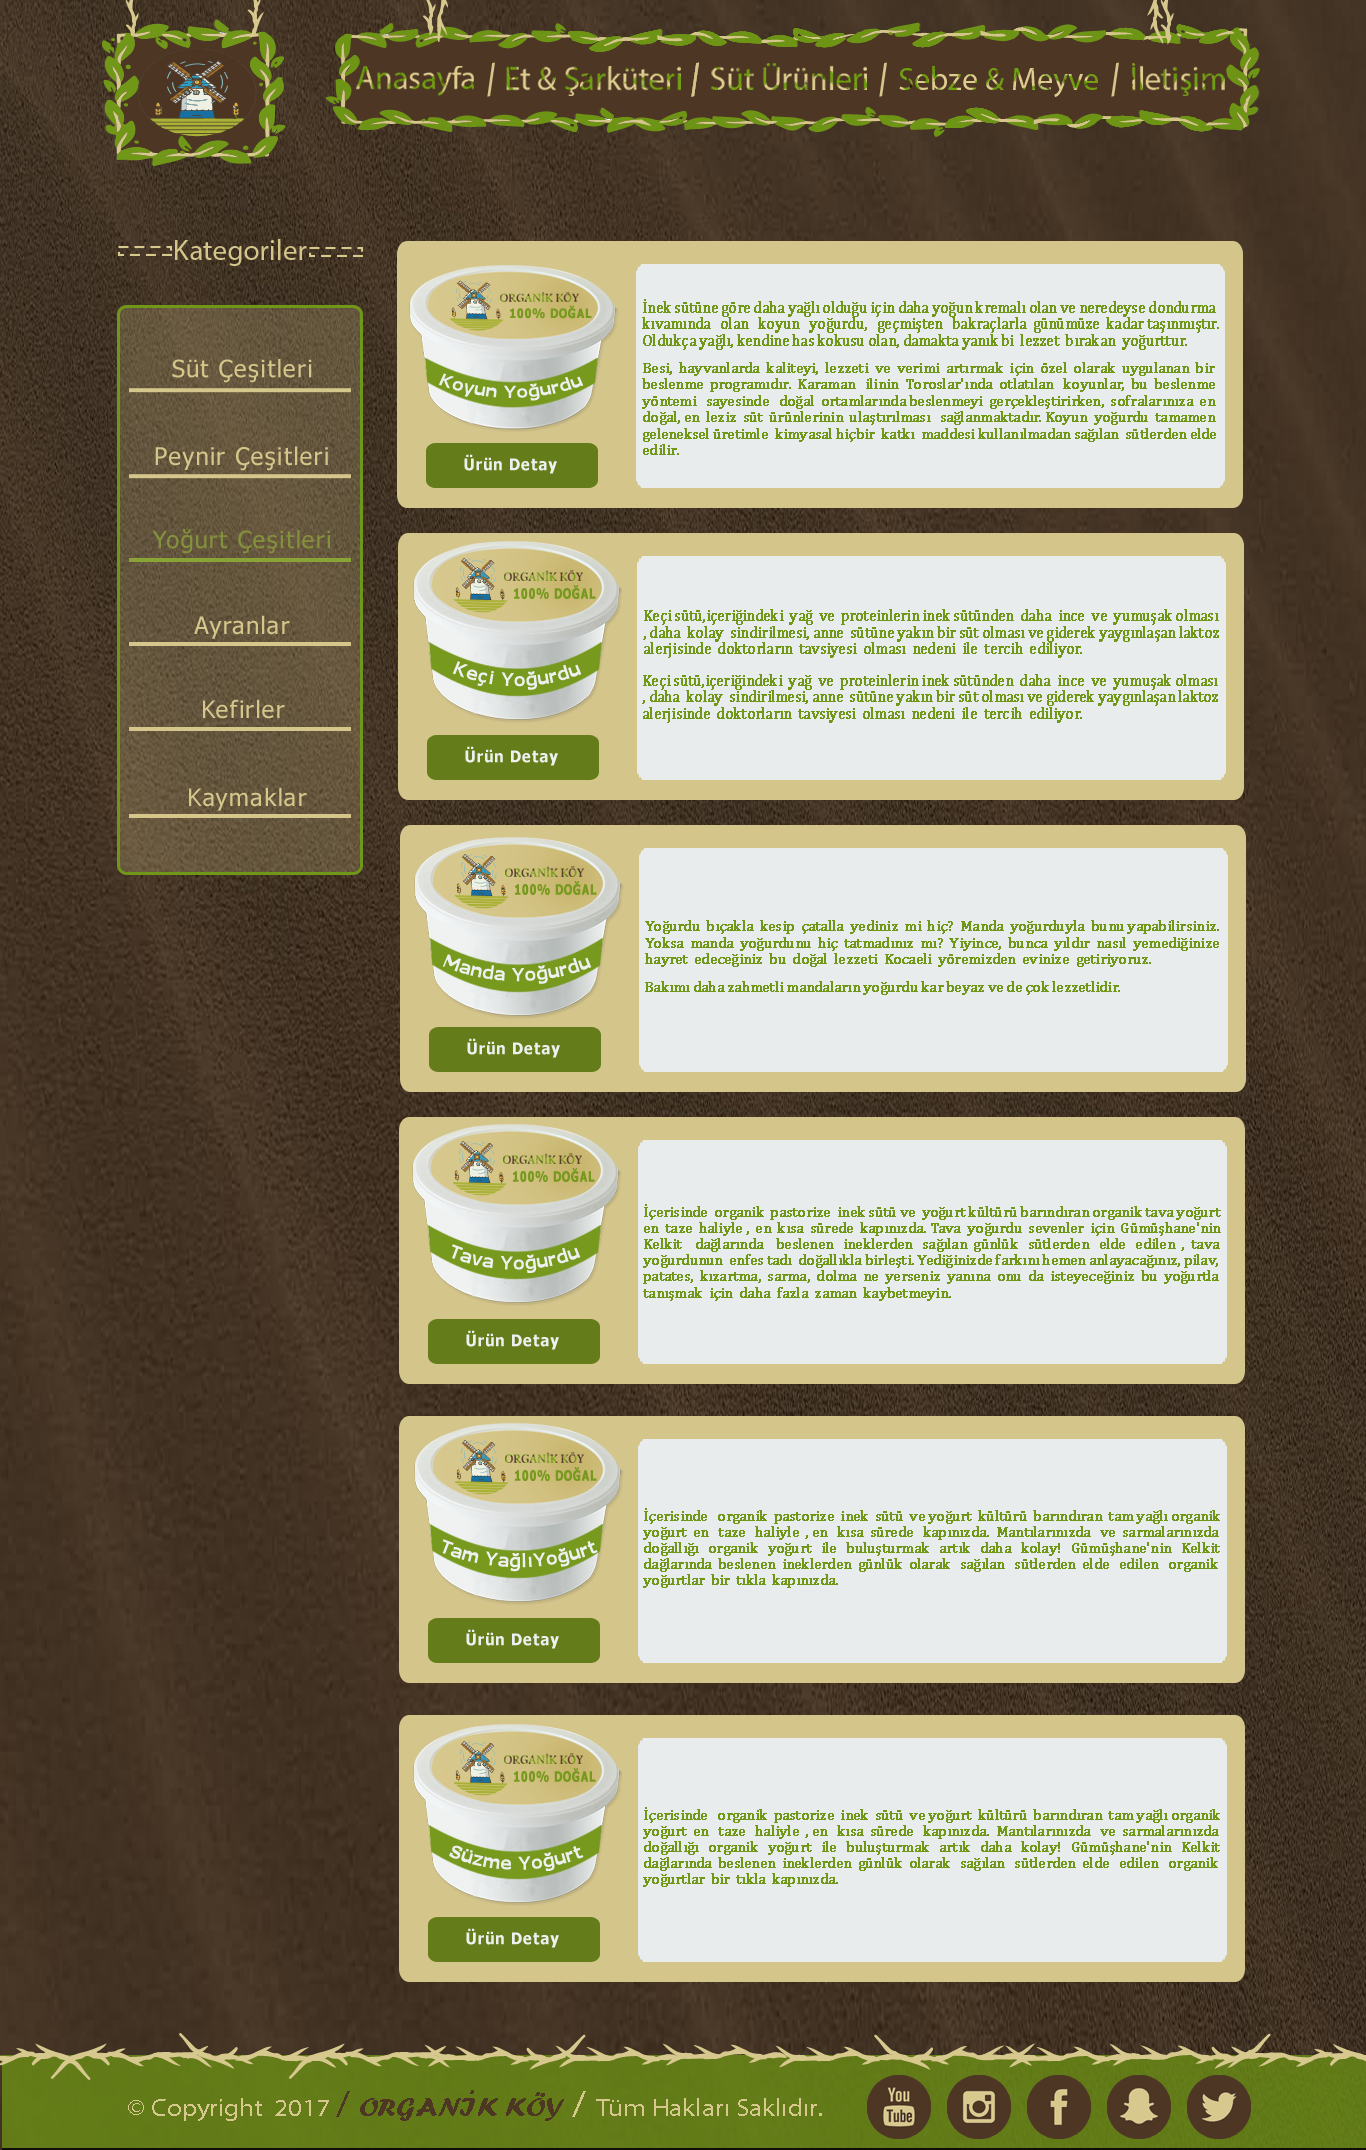 Anasayfa / Et & Şarküteri / Süt Ürünleri / Sebze & Meyve / İletişim
Kategoriler
Süt Çeşitleri
Peynir Çeşitleri
Yoğurt Çeşitleri
Ayranlar
Kefirler
Kaymaklar
ORGANİK KÖY
100% DOĞAL
Koyun Yoğurdu
Ürün Detay
İnek sütüne göre daha yağlı olduğu için daha yoğun kremalı olan ve neredeyse dondurma
kıvamında olan koyun yoğurdu, geçmişten bakraçlarla günümüze kadar taşınmıştır.
Oldukça yağlı, kendine has kokusu olan, damakta yanık bi lezzet bırakan yoğurttur.
Besi, hayvanlarda kaliteyi, lezzeti ve verimi artırmak için özel olarak uygulanan bir
beslenme programıdır. Karaman ilinin Toroslar'ında otlatılan koyunlar, bu beslenme
yöntemi sayesinde doğal ortamlarında beslenmeyi gerçekleştirirken, sofralarınıza en
doğal, en leziz süt ürünlerinin ulaştırılması sağlanmaktadır. Koyun yoğurdu tamamen
geleneksel üretimle kimyasal hiçbir katkı maddesi kullanılmadan sağılan sütlerden elde
edilir.
ORGANİK KÖY
100% DOĞAL
Keçi Yoğurdu
Ürün Detay
Keçi sütü,içeriğindeki yağ ve proteinlerin inek sütünden daha ince ve yumuşak olması
, daha kolay sindirilmesi, anne sütüne yakın bir süt olması ve giderek yaygınlaşan laktoz
alerjisinde doktorların tavsiyesi olması nedeni ile tercih ediliyor.
Keçi sütü,içeriğindeki yağ ve proteinlerin inek sütünden daha ince ve yumuşak olması
, daha kolay sindirilmesi, anne sütüne yakın bir süt olması ve giderek yaygınlaşan laktoz
alerjisinde doktorların tavsiyesi olması nedeni ile tercih ediliyor.
ORGANİK KÖY
100% DOĞAL
Manda Yoğurdu
Ürün Detay
Yoğurdu bıçakla kesip çatalla yediniz mi hiç? Manda yoğurduyla bunu yapabilirsiniz.
Yoksa manda yoğurdunu hiç tatmadınız mı? Yiyince, bunca yıldır nasıl yemediğinize
hayret edeceğiniz bu doğal lezzeti Kocaeli yöremizden evinize getiriyoruz.
Bakımı daha zahmetli mandaların yoğurdu kar beyaz ve de çok lezzetlidir.
ORGANİK KÖY
100% DOĞAL
Tava Yoğurdu
Ürün Detay
İçerisinde organik pastorize inek sütü ve yoğurt kültürü barındıran organik tava yoğurt
en taze haliyle , en kısa sürede kapınızda. Tava yoğurdu sevenler için Gümüşhane'nin
Kelkit dağlarında beslenen ineklerden sağılan günlük sütlerden elde edilen , tava
yoğurdunun enfes tadı doğallıkla birleşti. Yediğinizde farkını hemen anlayacağınız, pilav,
patates, kızartma, sarma, dolma ne yerseniz yanına onu da isteyeceğiniz bu yoğurtla
tanışmak için daha fazla zaman kaybetmeyin.
ORGANİK KÖY
100% DOĞAL
Tam YağlıYoğurt
Ürün Detay
İçerisinde organik pastorize inek sütü ve yoğurt kültürü barındıran tam yağlı organik
yoğurt en taze haliyle , en kısa sürede kapınızda. Mantılarınızda ve sarmalarınızda
doğallığı organik yoğurt ile buluşturmak artık daha kolay! Gümüşhane'nin Kelkit
dağlarında beslenen ineklerden günlük olarak sağılan sütlerden elde edilen organik
yoğurtlar bir tıkla kapınızda.
ORGANİK KÖY
100% DOĞAL
Süzme Yoğurt
Ürün Detay
İçerisinde organik pastorize inek sütü ve yoğurt kültürü barındıran tam yağlı organik
yoğurt en taze haliyle , en kısa sürede kapınızda. Mantılarınızda ve sarmalarınızda
doğallığı organik yoğurt ile buluşturmak artık daha kolay! Gümüşhane'nin Kelkit
dağlarında beslenen ineklerden günlük olarak sağılan sütlerden elde edilen organik
yoğurtlar bir tıkla kapınızda.
© Copyright 2017 / ORGANİK KÖY / Tüm Hakları Saklıdır.
You
Tube